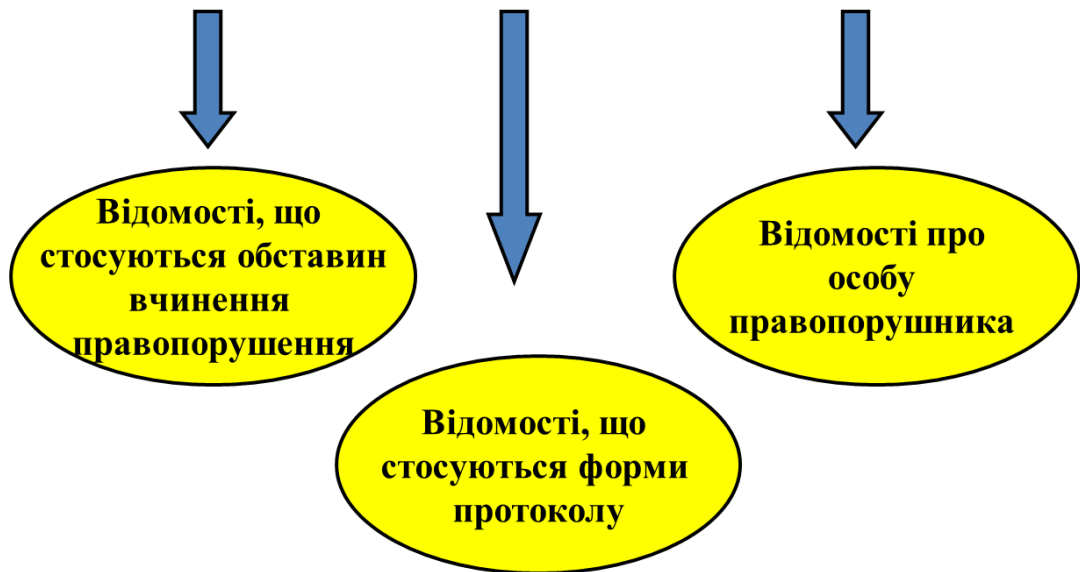 Відомості, що
стосуються обставин
вчинення
правопорушення
Відомості про
особу
правопорушника
Відомості, що
стосуються форми
протоколу